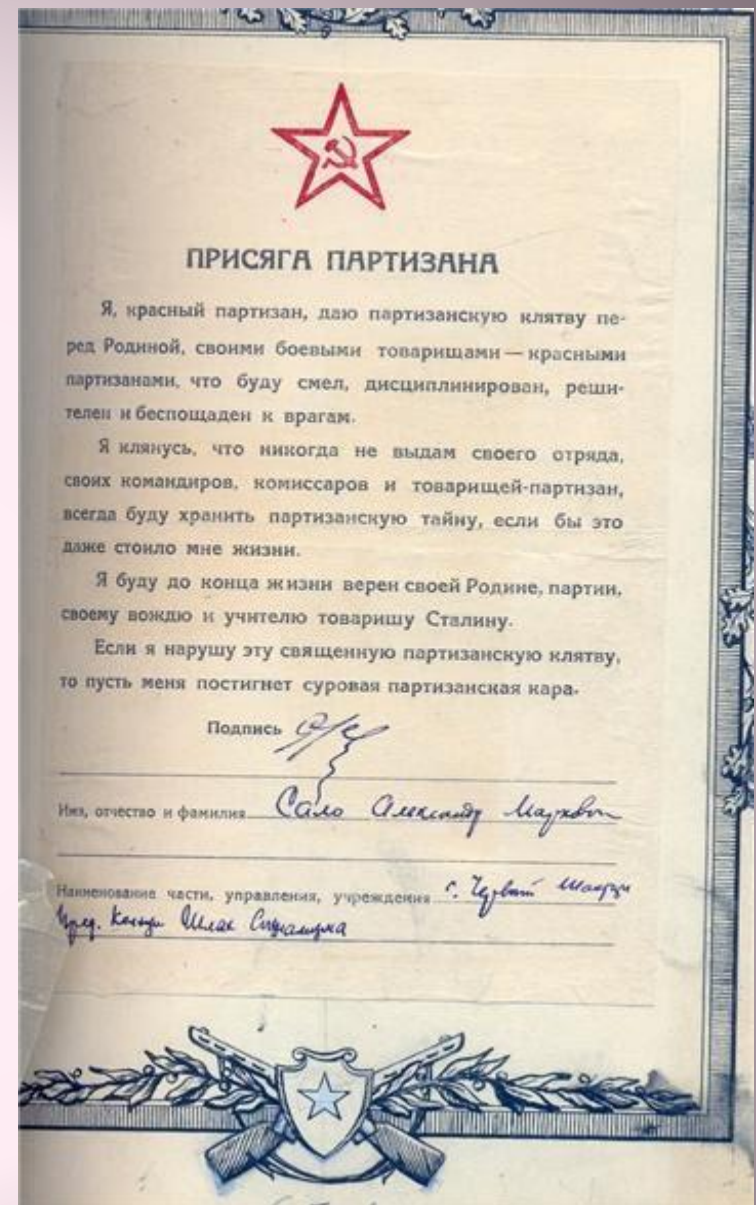 ПРИСЯГА ПАРТИЗАНА
Я, красный партизан, даю партизанскую клятву пе-
ред Родиной, своими боевыми товарищами — красными
партизанами, что буду смел, дисциплинирован, реши-
телен и беспощаден к врагам.
Я клянусь, что никогда не выдам своего отряда,
своих командиров, комиссаров и товарищей-партизан,
всегда буду хранить партизанскую тайну, если бы это
даже стоило мне жизни.
Я буду до конца жизни верен своей Родине, партии,
своему вождю и учителю товарищу Сталину.
Если я нарушу эту священную партизанскую клятву,
то пусть меня постигнет суровая партизанская кара.
Подпись
Имя, отчество и фамилия Сало Александр Маркович
Наименование части, управления, учреждения с.
Шлях Социализма